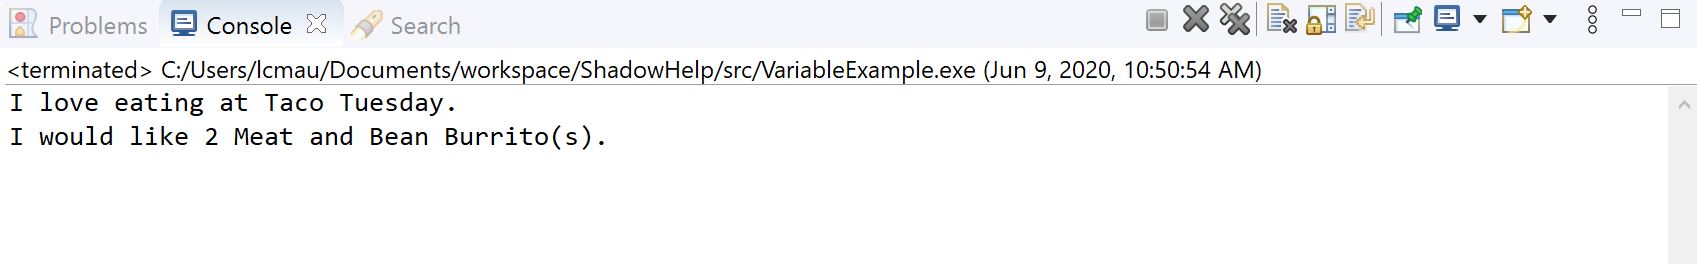 Problems Console Search
<terminated> C:/Users/lcmau/Documents/workspace/ShadowHelp/src/VariableExample.exe (Jun 9, 2020, 10:50:54 AM)
I love eating at Taco Tuesday.
I would like 2 Meat and Bean Burrito(s).